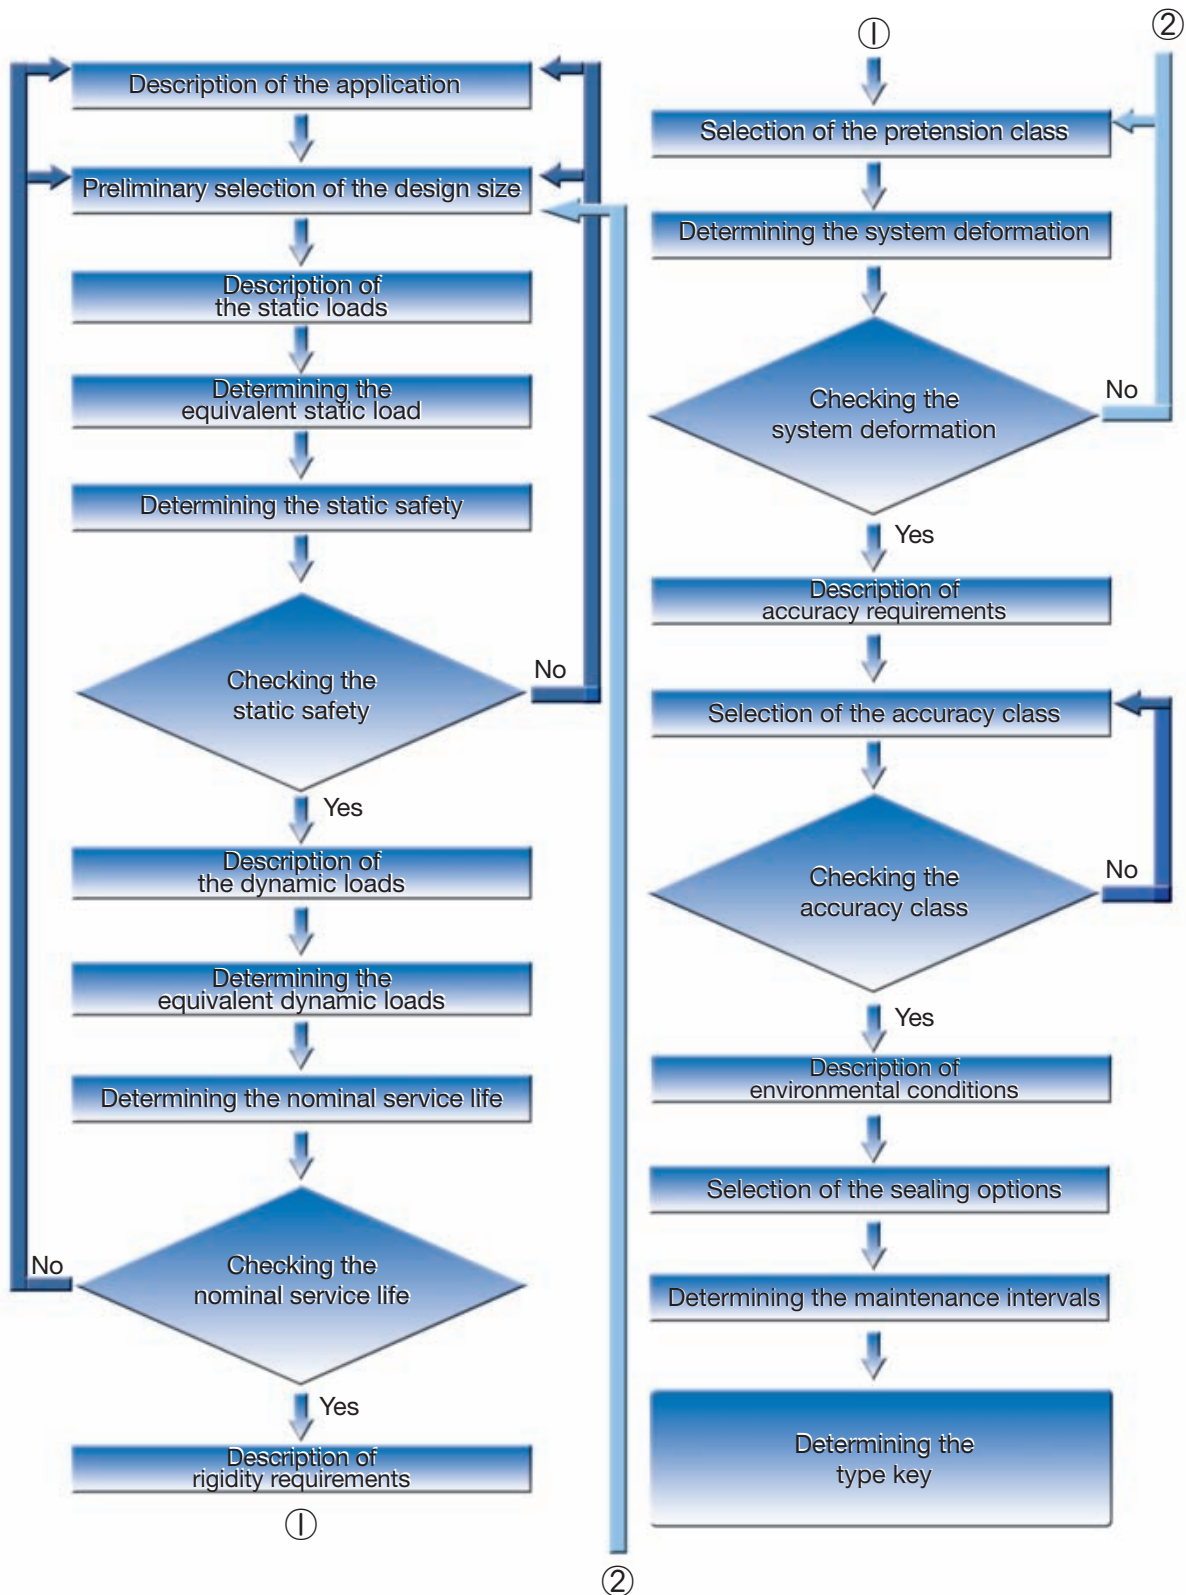 Description of the application
Preliminary selection of the design size
Description of
the static loads
Determining the
equivalent static load
Determining the static safety
Checking the
static safety
No
Yes
Description of
the dynamic loads
Determining the
equivalent dynamic loads
Determining the nominal service life
Checking the
nominal service life
No
Yes
Description of
rigidity requirements
①
②
①
②
Selection of the pretension class
Determining the system deformation
Checking the
system deformation
No
Yes
Description of
accuracy requirements
Selection of the accuracy class
Checking the
accuracy class
No
Yes
Description of
environmental conditions
Selection of the sealing options
Determining the maintenance intervals
Determining the
type key